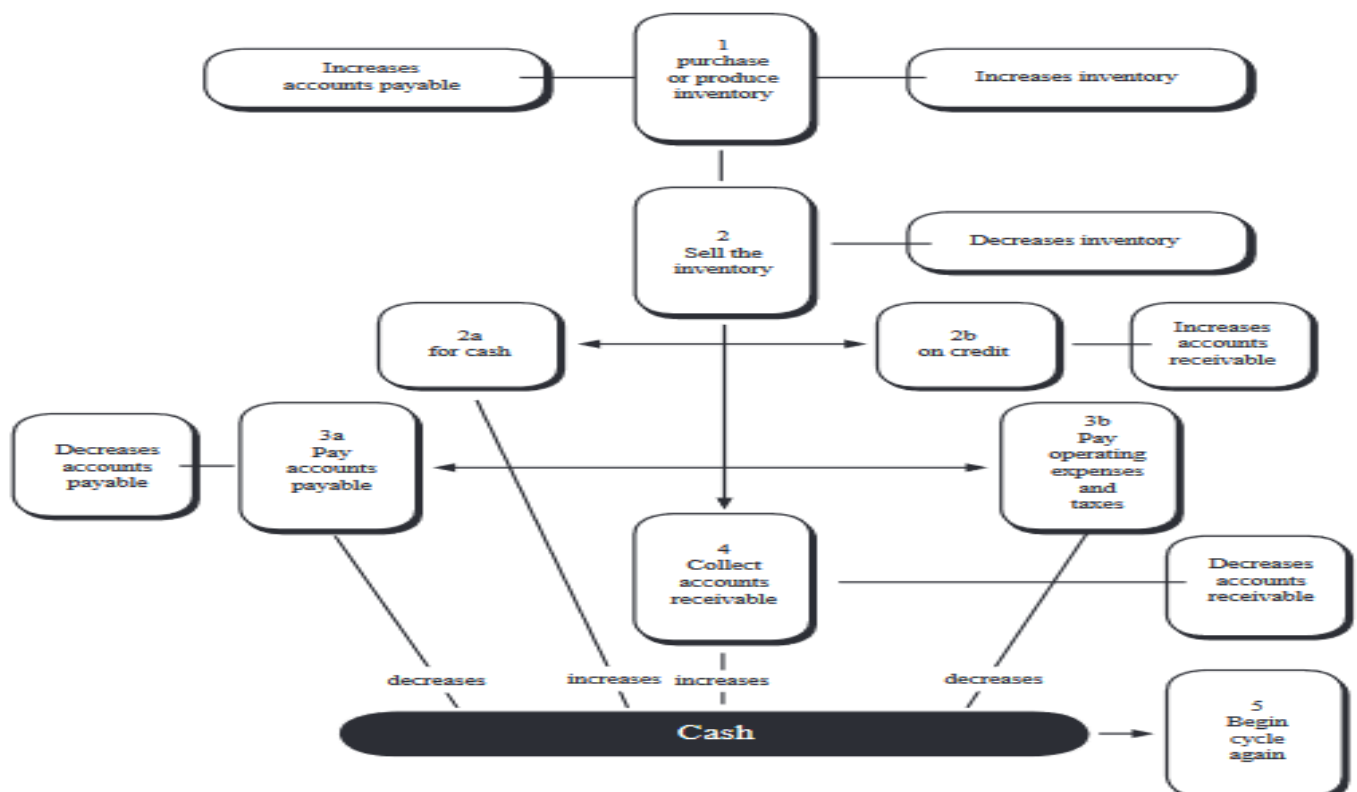 1
purchase
or produce
inventory
Increases
accounts payable
Increases inventory
2
Sell the
inventory
Decreases inventory
2a
for cash
2b
on credit
Increases
accounts
receivable
Decreases
accounts
payable
3a
Pay
accounts
payable
3b
Pay
operating
expenses
and
taxes
4
Collect
accounts
receivable
Decreases
accounts
receivable
decreases
increases
increases
decreases
Cash
5
Begin
cycle
again